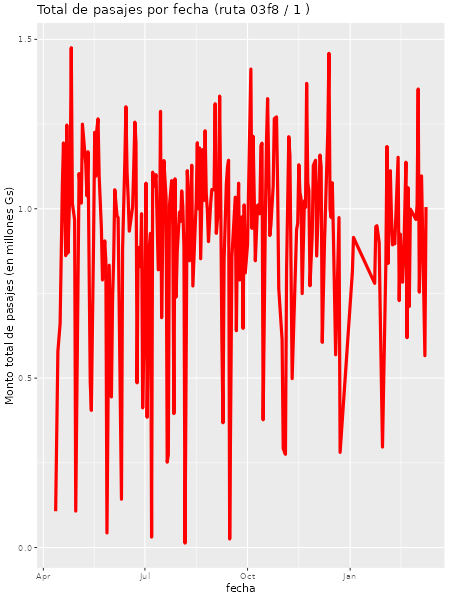 Total de pasajes por fecha (ruta 03f8 / 1 )
Monto total de pasajes (en millones Gs)
1.5
1.0
0.5
0.0
Apr
Jul
Oct
Jan
fecha